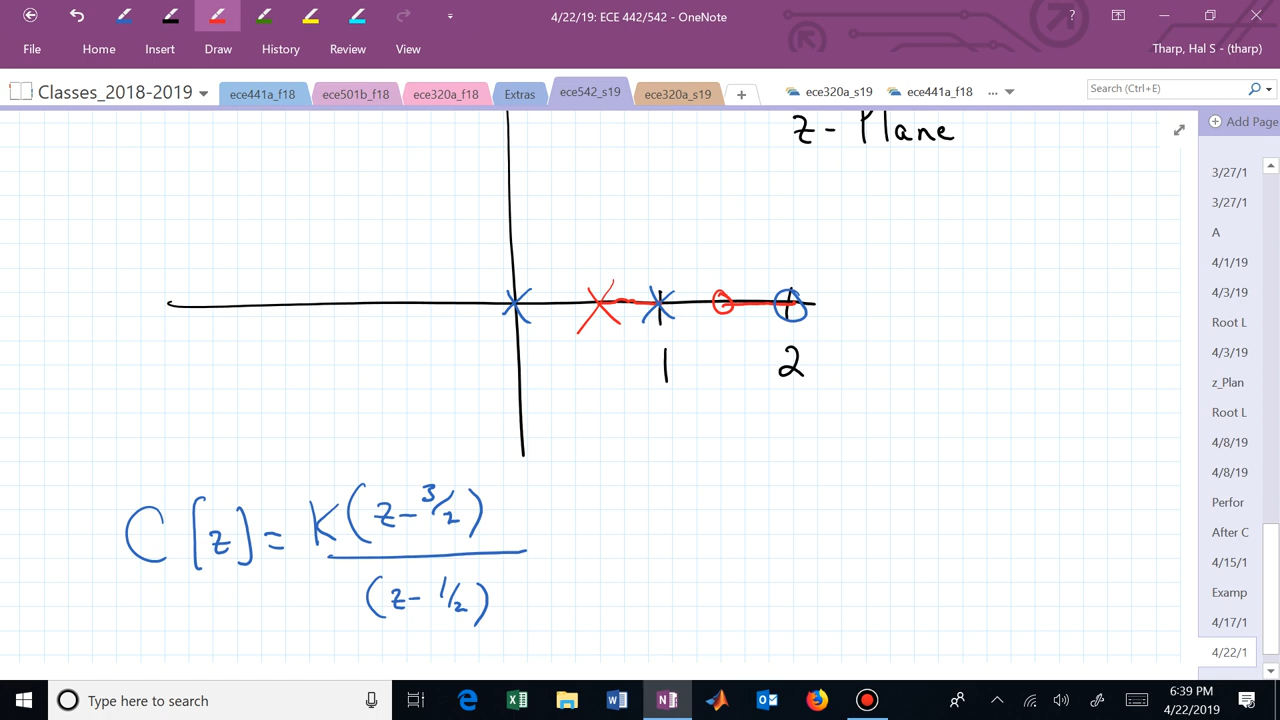 4/22/19: ECE 442/542 - OneNote
?
File Home Insert Draw History Review View
Tharp, Hal S - (tharp)
Classes_2018-2019
ece441a_f18 ece501b_f18 ece320a_f18 Extras ece542_s19 ece320a_s19 +
ece320a_s19 ece441a_f18 ...
Search (Ctrl+E)
Add Page
z - Plane
3/27/1
3/27/1
A
4/1/19
4/3/19
Root L
4/3/19
z_Plan
Root L
4/8/19
4/8/19
Perfor
After C
4/15/1
Examp
4/17/1
4/22/1
1 2
C[z] = K(z - 3/2)
(z - 1/2)
Type here to search
6:39 PM
4/22/2019